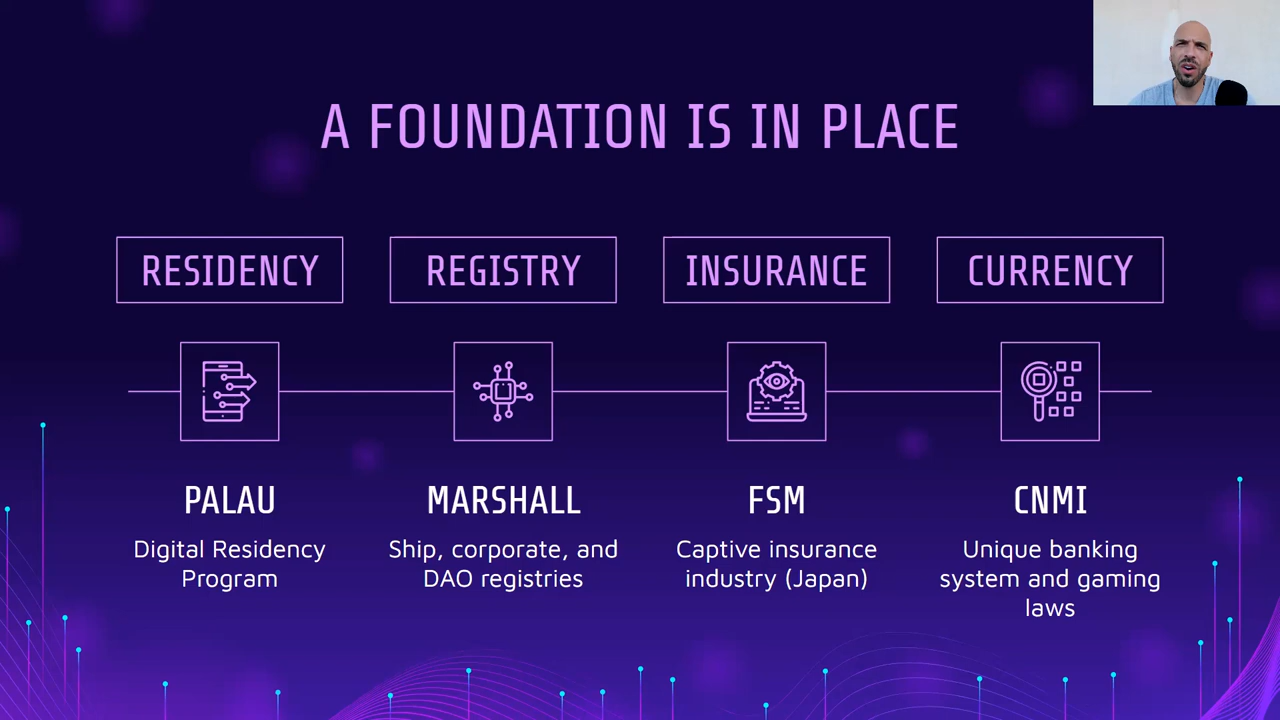 A FOUNDATION IS IN PLACE
RESIDENCY
REGISTRY
INSURANCE
CURRENCY
PALAU
Digital Residency
Program
MARSHALL
Ship, corporate, and
DAO registries
FSM
Captive insurance
industry (Japan)
CNMI
Unique banking
system and gaming
laws